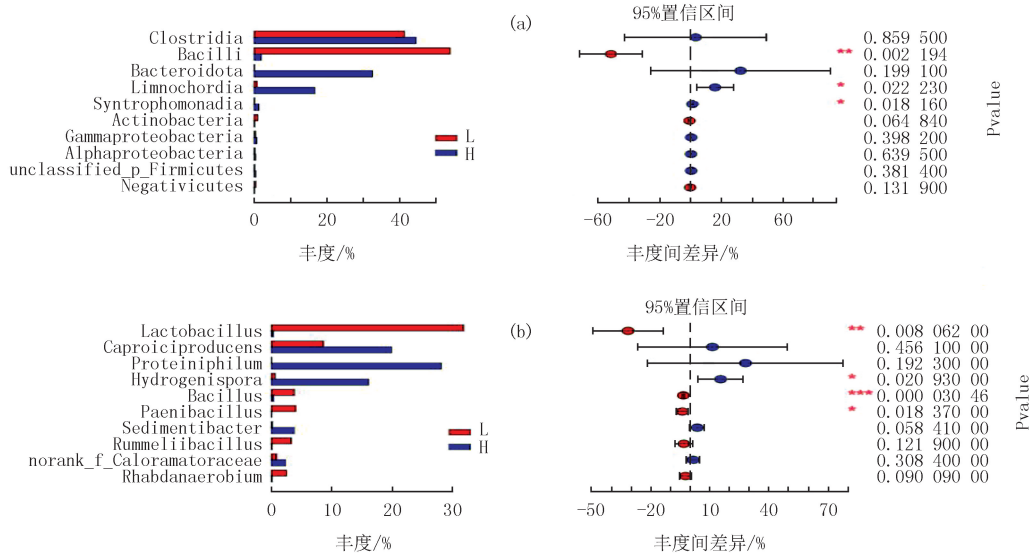 (a)
95%置信区间
Clostridia
Bacilli
Bacteroidota
Limnochordia
Syntrophomonadia
Actinobacteria
Gammaproteobacteria
Alphaproteobacteria
unclassified_p_Firmicutes
Negativicutes
L
H
0.859 500
** 0.002 194
0.199 100
* 0.022 230
* 0.018 160
0.064 840
0.398 200
0.639 500
0.381 400
0.131 900
Pvalue
0 20 40
丰度/%
-60 -20 20 60
丰度间差异/%
(b)
95%置信区间
Lactobacillus
Caproiciproducens
Proteiniphilum
Hydrogenispora
Bacillus
Paenibacillus
Sedimentibacter
Rummeliibacillus
norank_f_Caloramatoraceae
Rhabdanaerobium
L
H
** 0.008 062 00
0.456 100 00
0.192 300 00
* 0.020 930 00
*** 0.000 030 46
* 0.018 370 00
0.058 410 00
0.121 900 00
0.308 400 00
0.090 090 00
Pvalue
0 10 20 30
丰度/%
-50 -20 10 40 70
丰度间差异/%